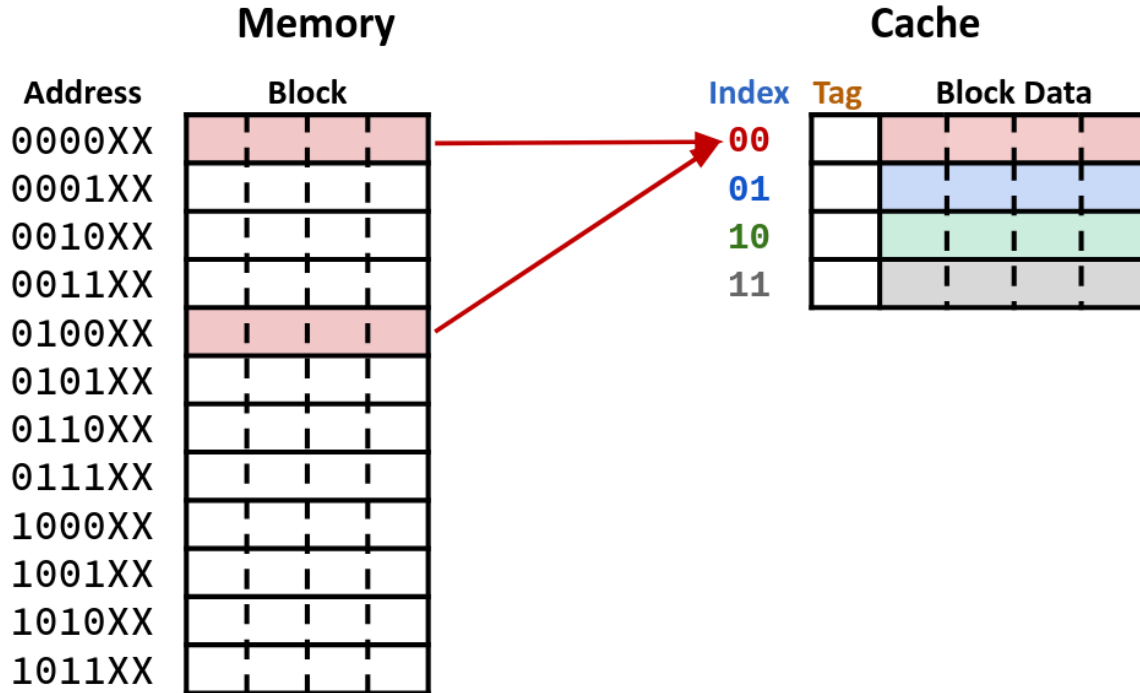 Memory Cache
Address Block Index Tag Block Data
0000XX 00
0001XX 01
0010XX 10
0011XX 11
0100XX
0101XX
0110XX
0111XX
1000XX
1001XX
1010XX
1011XX